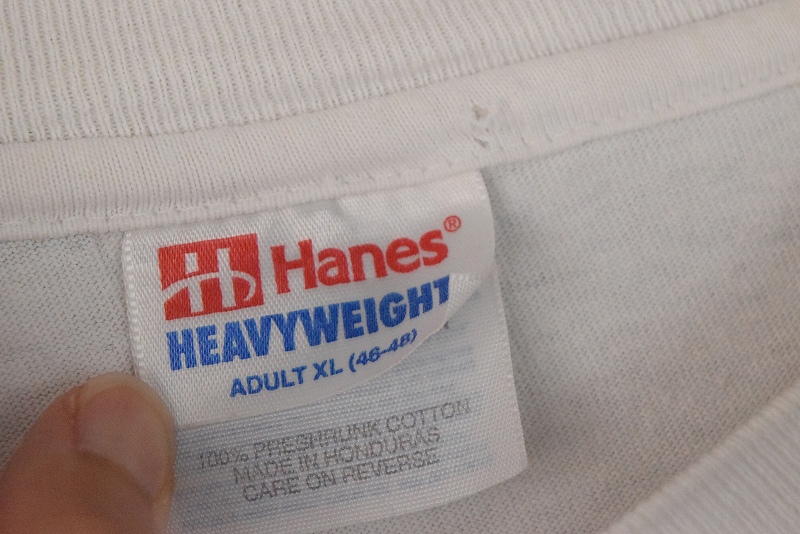 Hanes®
HEAVYWEIGHT
ADULT XL (46-48)
100% PRESHRUNK COTTON
MADE IN HONDURAS
CARE ON REVERSE